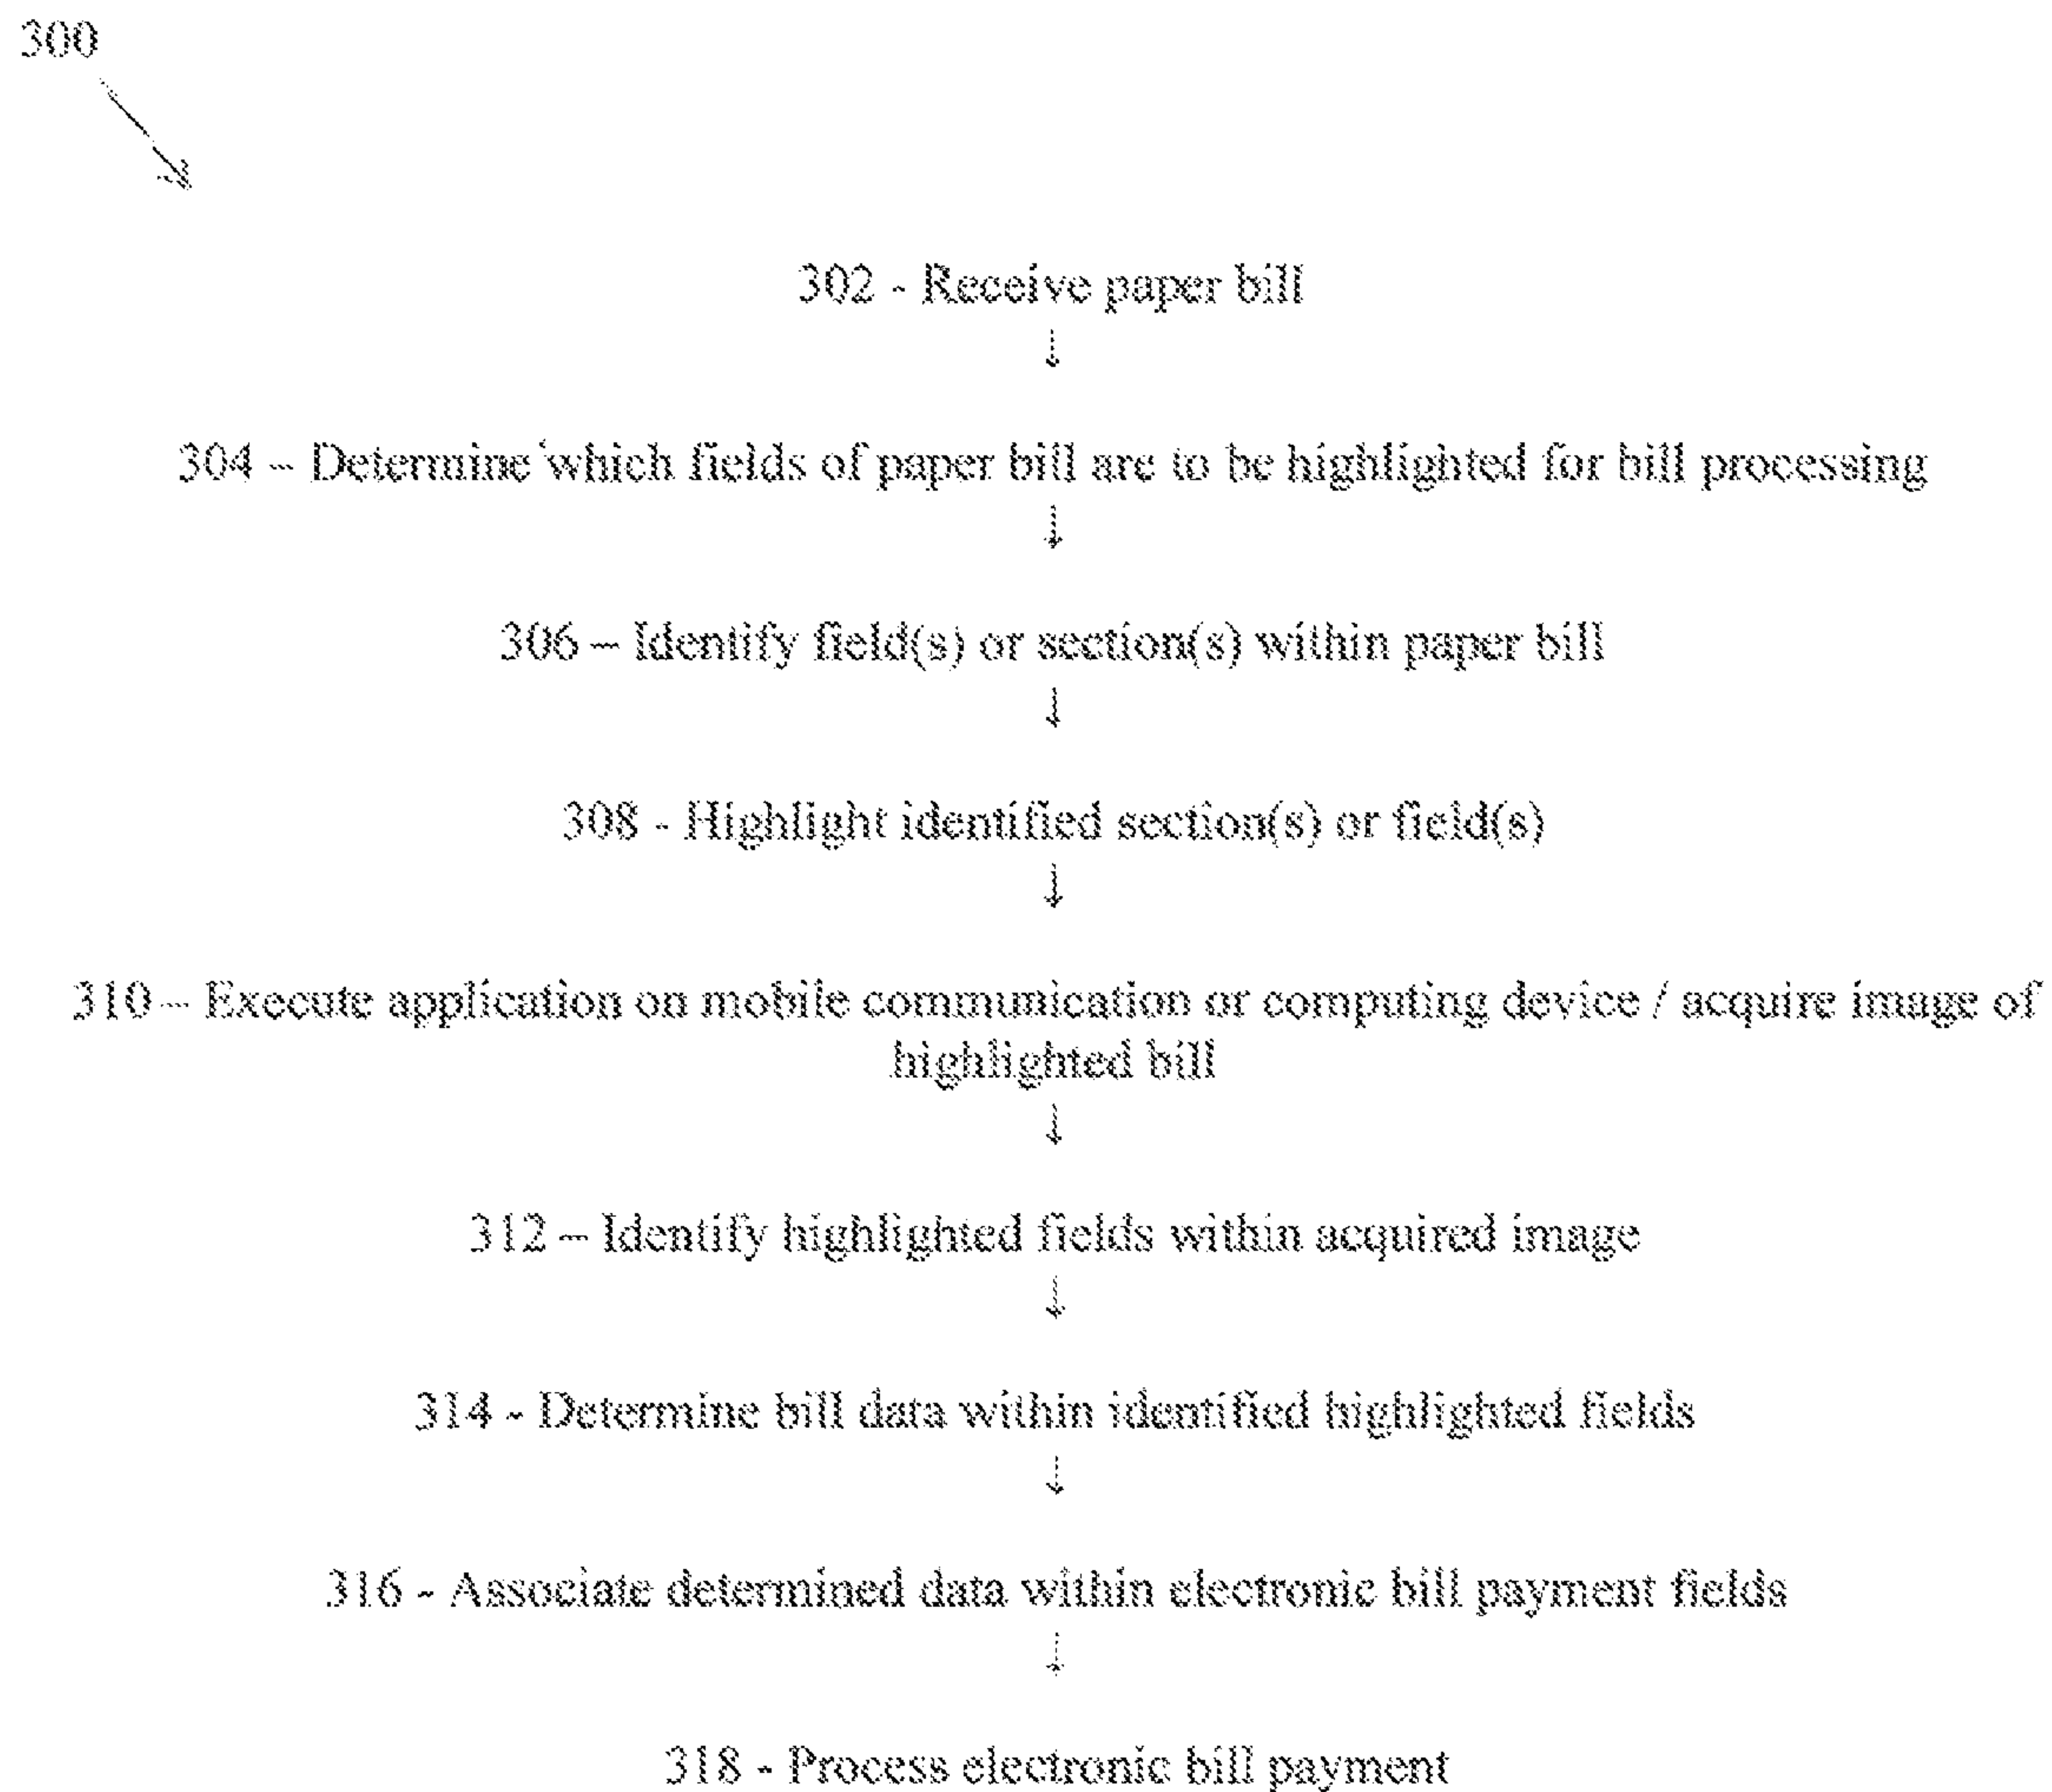 300
302 - Receive paper bill
↓
304 – Determine which fields of paper bill are to be highlighted for bill processing
↓
306 – Identify field(s) or section(s) within paper bill
↓
308 - Highlight identified section(s) or field(s)
↓
310 – Execute application on mobile communication or computing device / acquire image of
highlighted bill
↓
312 – Identify highlighted fields within acquired image
↓
314 - Determine bill data within identified highlighted fields
↓
316 - Associate determined data within electronic bill payment fields
↓
318 - Process electronic bill payment